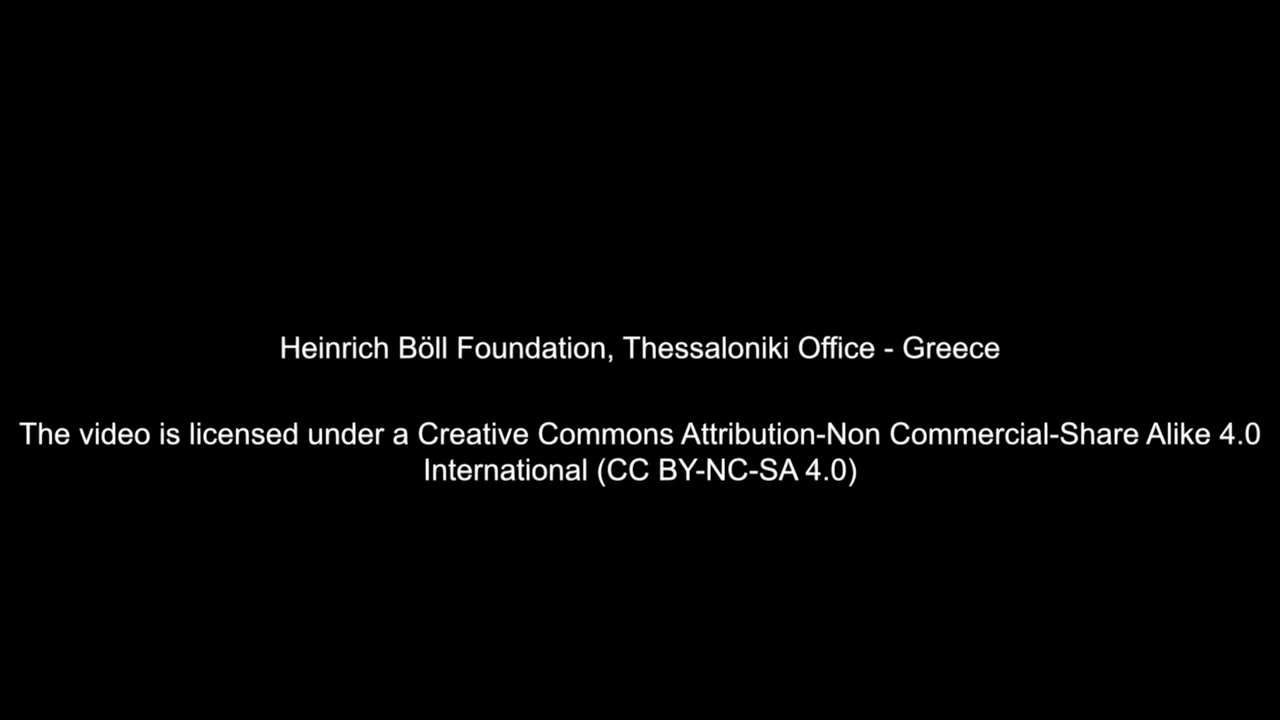 Heinrich Böll Foundation, Thessaloniki Office - Greece
The video is licensed under a Creative Commons Attribution-Non Commercial-Share Alike 4.0
International (CC BY-NC-SA 4.0)